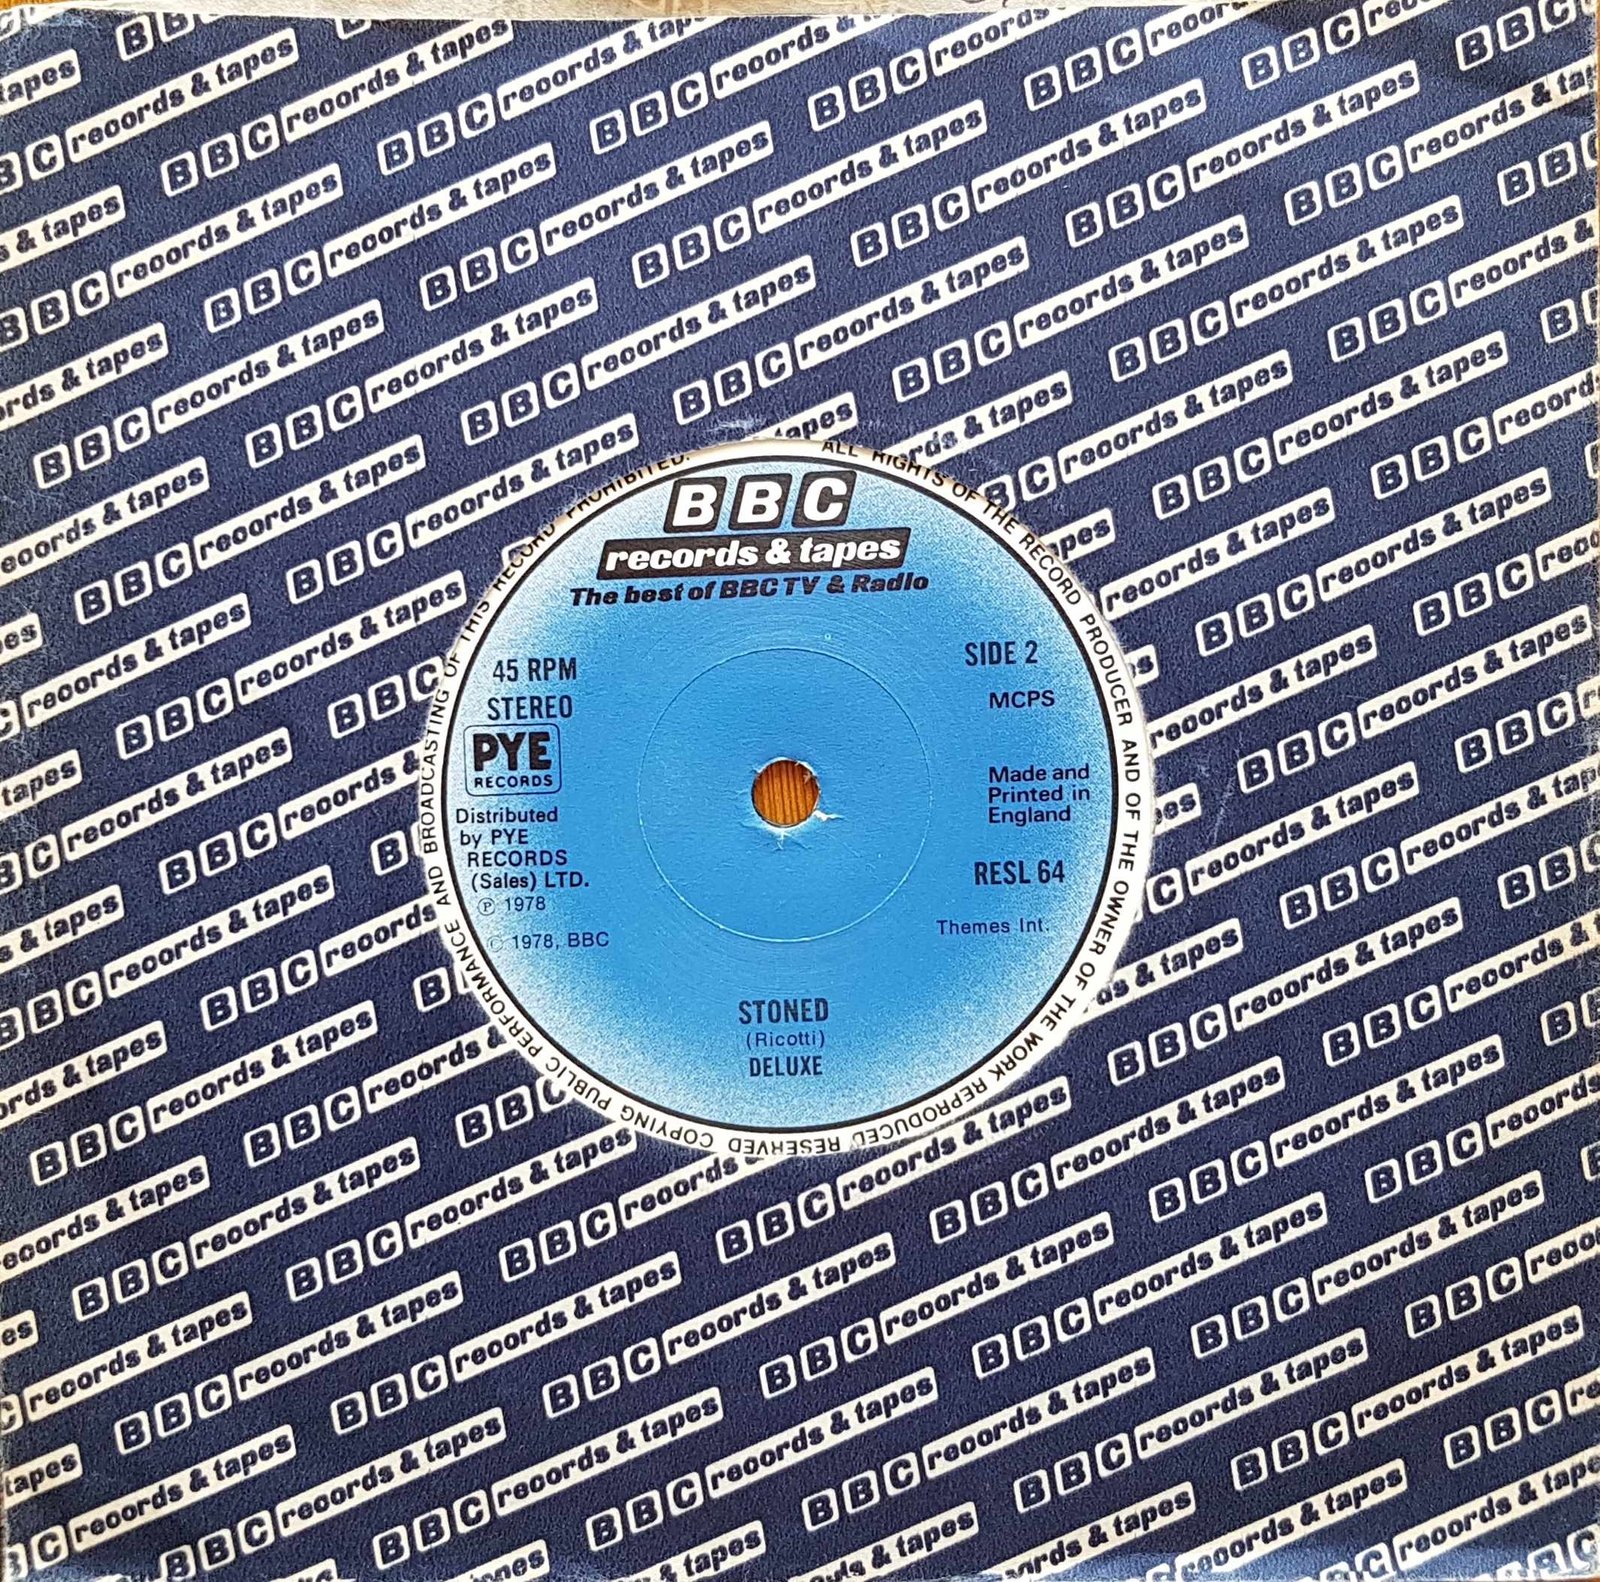 BBC
records & tapes
The best of BBC TV & Radio
45 RPM
STEREO
PYE
RECORDS
Distributed
by PYE
RECORDS
(Sales) LTD.
Ⓟ 1978
© 1978, BBC
SIDE 2
MCPS
Made and
Printed in
England
RESL 64
Themes Int.
STONED
(Ricotti)
DELUXE
ALL RIGHTS OF THE RECORD PRODUCER AND OF THE OWNER OF THE WORK REPRODUCED RESERVED COPYING PUBLIC PERFORMANCE AND BROADCASTING OF THIS RECORD PROHIBITED.
BBC records & tapes